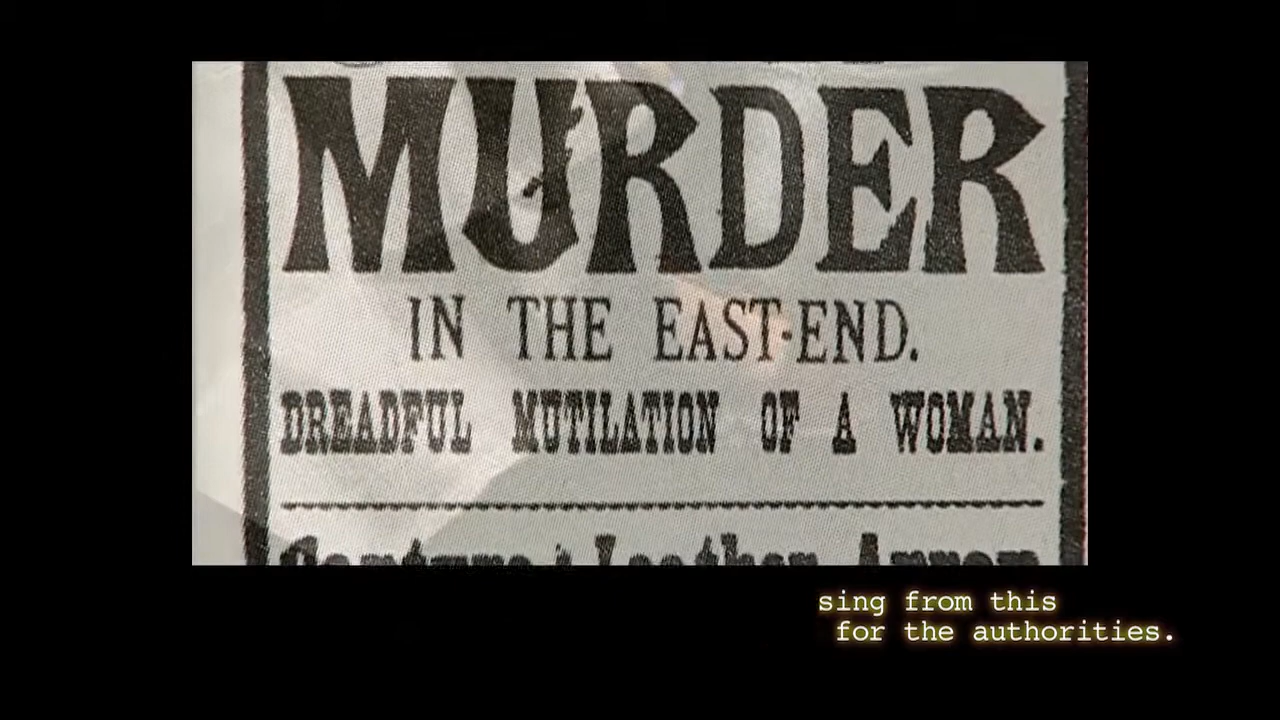 MURDER
IN THE EAST-END.
DREADFUL MUTILATION OF A WOMAN.
sing from this
for the authorities.